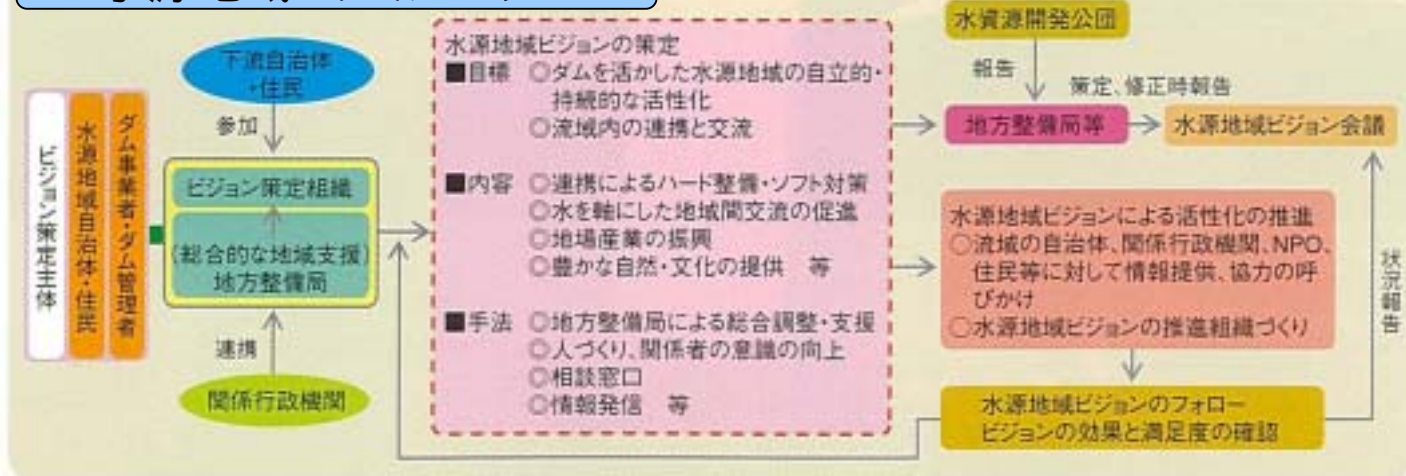 下流自治体
・住民
参加
ビジョン策定主体
水源地域自治体・住民
ダム事業者・ダム管理者
ビジョン策定組織
(総合的な地域支援)
地方整備局
連携
関係行政機関
水源地域ビジョンの策定
■目標 ◎ダムを活かした水源地域の自立的・
持続的な活性化
◎流域内の連携と交流
■内容 ◎連携によるハード整備・ソフト対策
◎水を軸にした地域間交流の促進
◎地場産業の振興
◎豊かな自然・文化の提供 等
■手法 ◎地方整備局による総合調整・支援
◎人づくり、関係者の意識の向上
◎相談窓口
◎情報発信 等
水資源開発公団
報告
策定、修正時報告
地方整備局等
水源地域ビジョン会議
水源地域ビジョンによる活性化の推進
○流域の自治体、関係行政機関、NPO、
住民等に対して情報提供、協力の呼
びかけ
○水源地域ビジョンの推進組織づくり
状況報告
水源地域ビジョンのフォロー
ビジョンの効果と満足度の確認